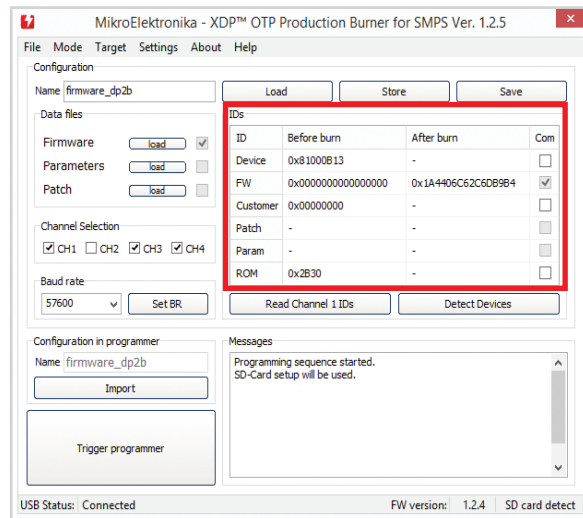 MikroElektronika - XDP™ OTP Production Burner for SMPS Ver. 1.2.5
File Mode Target Settings About Help
Configuration
Name firmware_dp2b Load Store Save
Data files
Firmware load
Parameters load
Patch load
IDs
ID Before burn After burn Com
Device 0x81000B13 -
FW 0x0000000000000000 0x1A4406C62C6DB9B4
Customer 0x00000000 -
Patch - -
Param - -
ROM 0x2B30 -
Channel Selection
CH1 CH2 CH3 CH4
Baud rate
57600 Set BR
Read Channel 1 IDs Detect Devices
Configuration in programmer
Name firmware_dp2b
Import
Trigger programmer
Messages
Programming sequence started.
SD-Card setup will be used.
USB Status: Connected FW version: 1.2.4 SD card detect